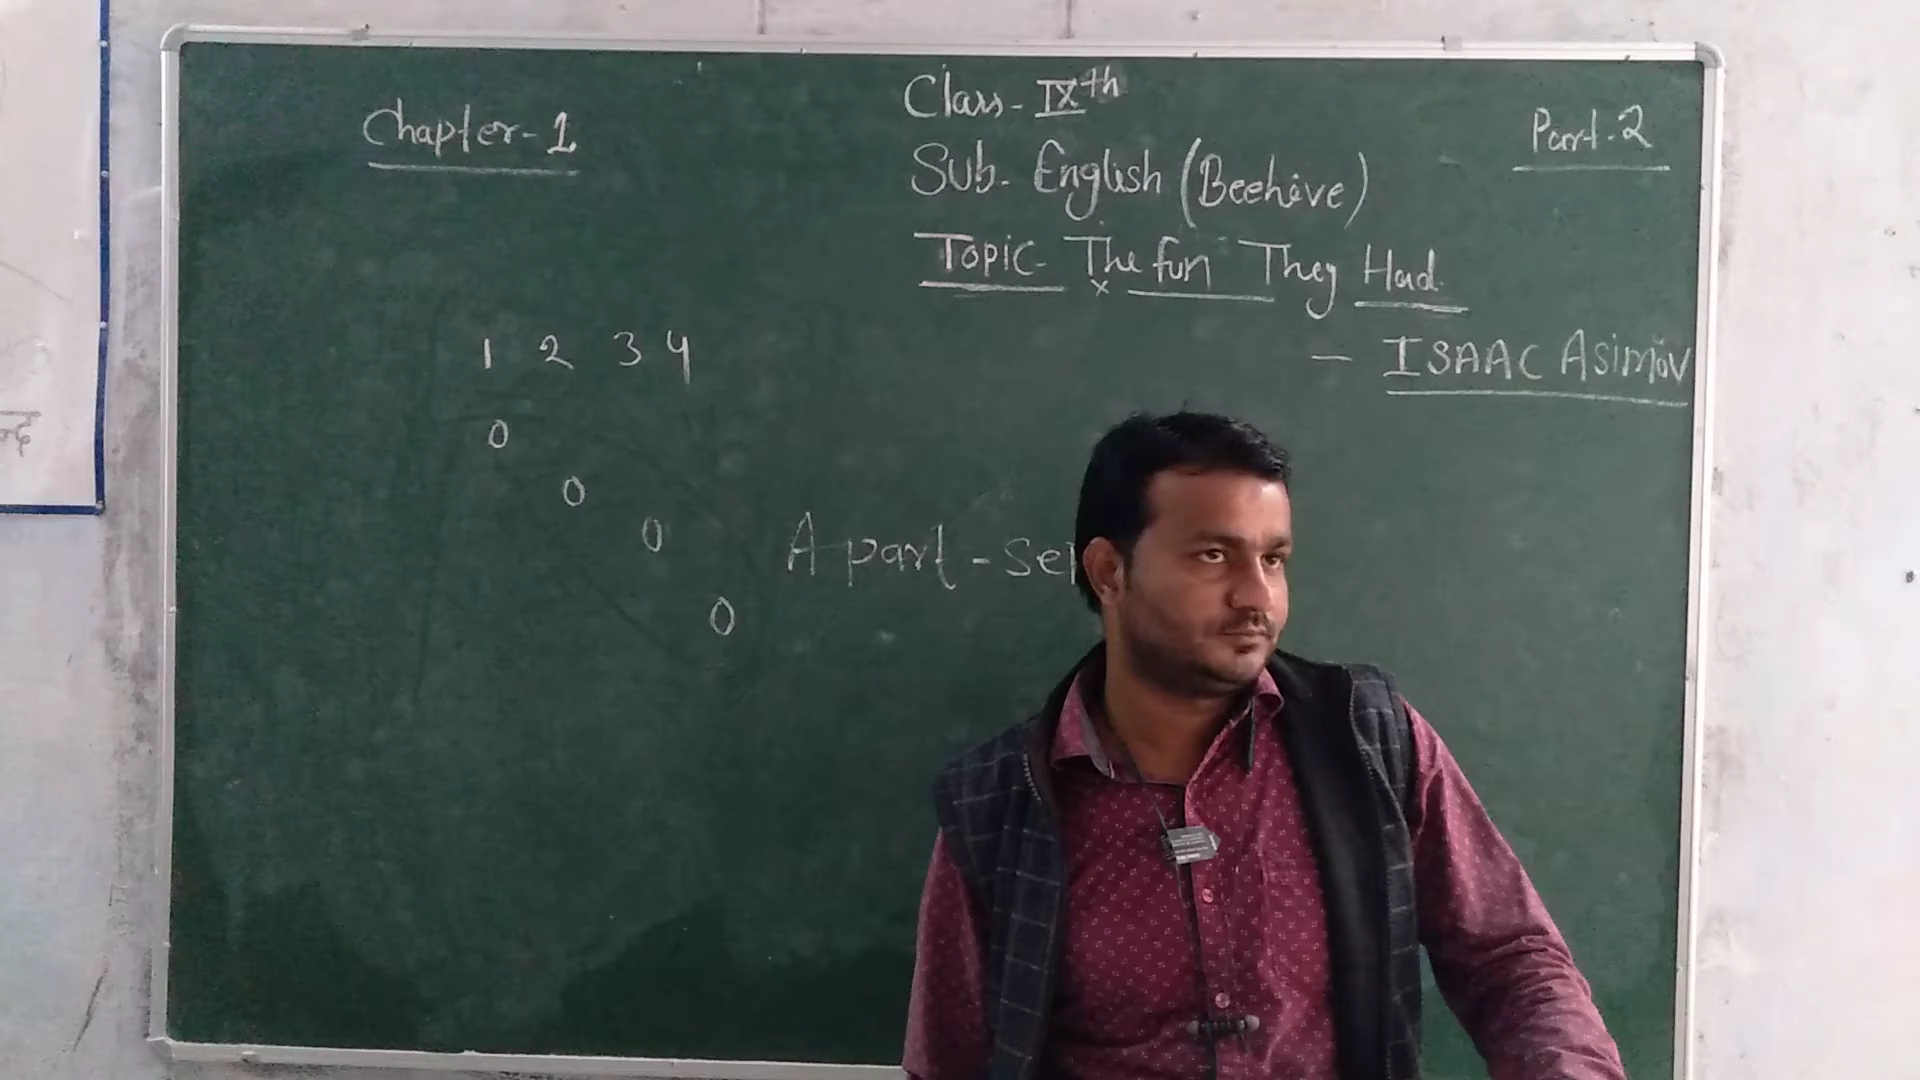 Chapter-1
Class- IXth
Part-2
Sub- English (Beehive)
Topic- The fun They Had
x
1 2 3 4
- ISAAC Asimov
0
0
0
A part - sep
0